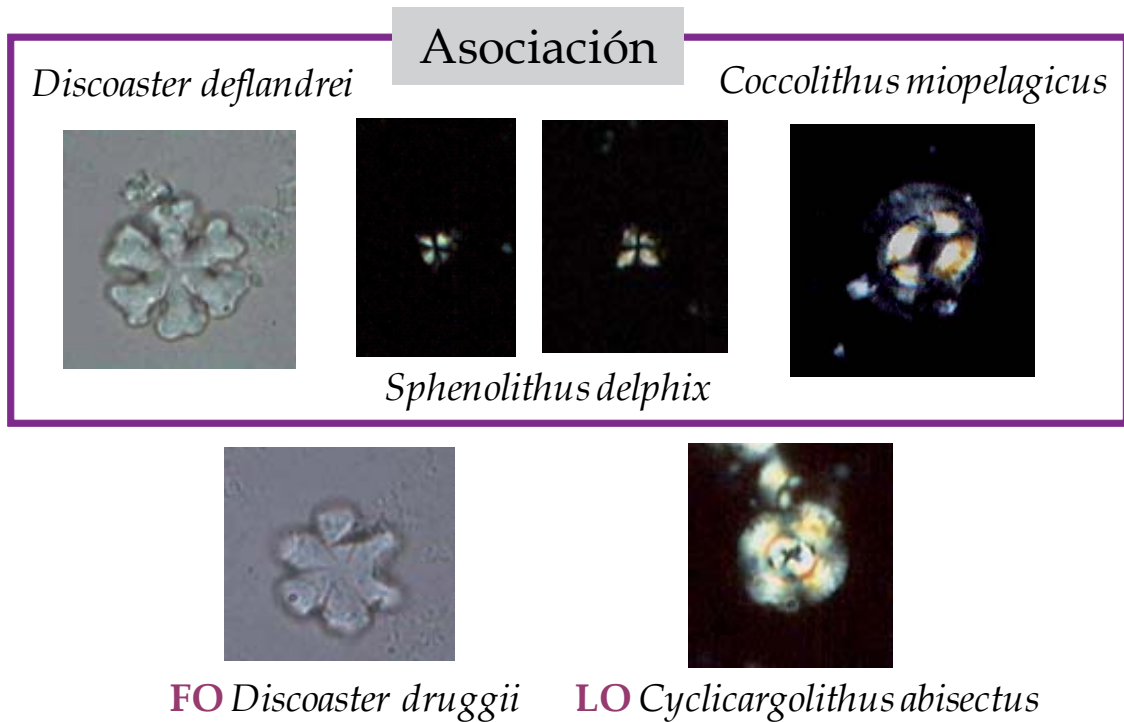 Asociación
Discoaster deflandrei
Coccolithus miopelagicus
Sphenolithus delphix
FO Discoaster druggii
LO Cyclicargolithus abisectus